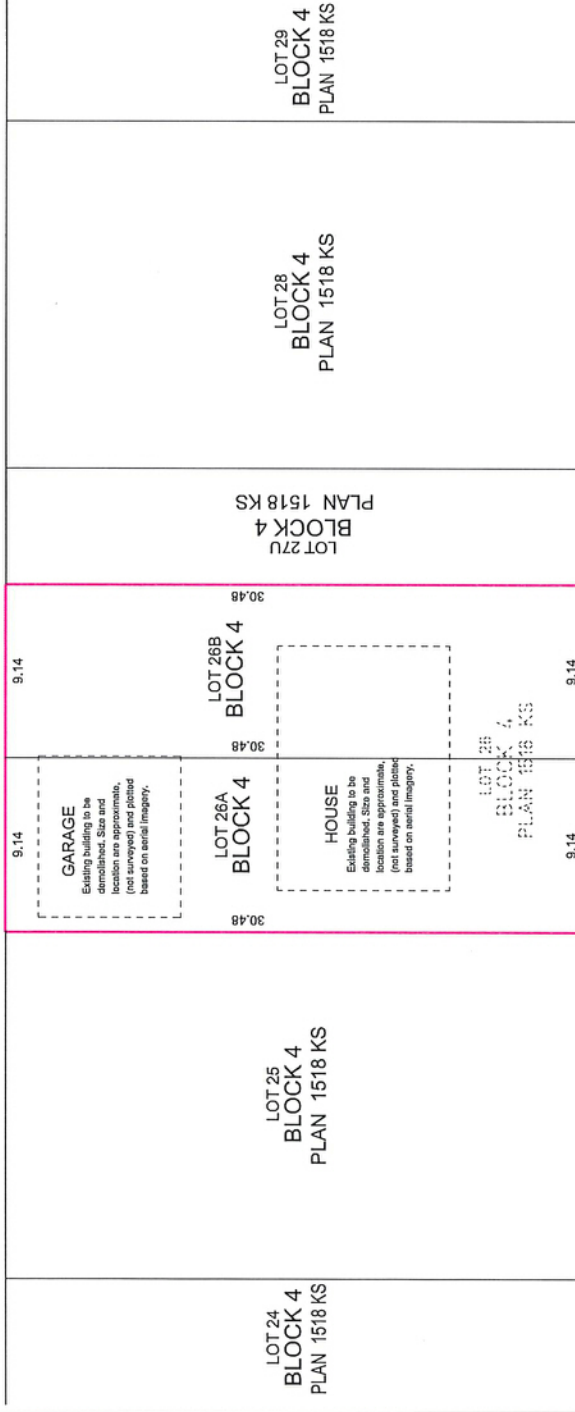 LOT 29
BLOCK 4
PLAN 1518 KS
LOT 28
BLOCK 4
PLAN 1518 KS
LOT 27U
BLOCK 4
PLAN 1518 KS
9.14
30.48
LOT 26B
BLOCK 4
30.48
9.14
9.14
GARAGE
Existing building to be
demolished. Size and
location are approximate,
(not surveyed) and plotted
based on aerial imagery.
LOT 26A
BLOCK 4
30.48
HOUSE
Existing building to be
demolished. Size and
location are approximate,
(not surveyed) and plotted
based on aerial imagery.
LOT 26
BLOCK 4
PLAN 1518 KS
9.14
LOT 25
BLOCK 4
PLAN 1518 KS
LOT 24
BLOCK 4
PLAN 1518 KS